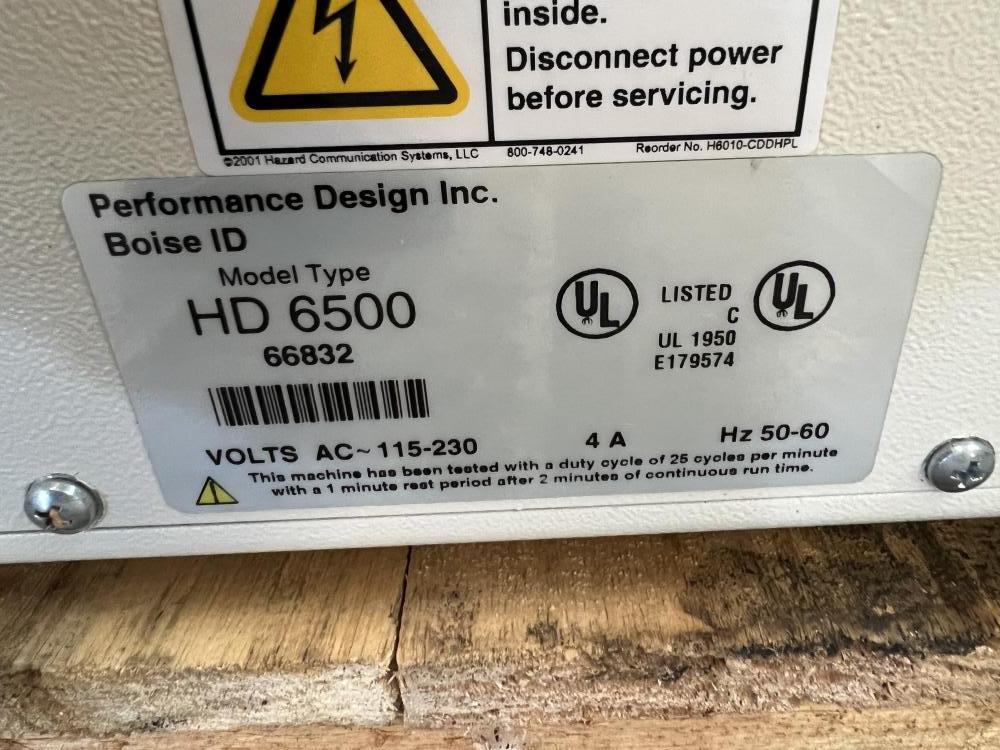 inside.
Disconnect power
before servicing.
©2001 Hazard Communication Systems, LLC 800-748-0241 Reorder No. H6010-CDDHPL
Performance Design Inc.
Boise ID
Model Type
HD 6500
66832
UL LISTED UL
C
UL 1950
E179574
VOLTS AC~ 115-230 4 A Hz 50-60
This machine has been tested with a duty cycle of 25 cycles per minute
with a 1 minute rest period after 2 minutes of continuous run time.